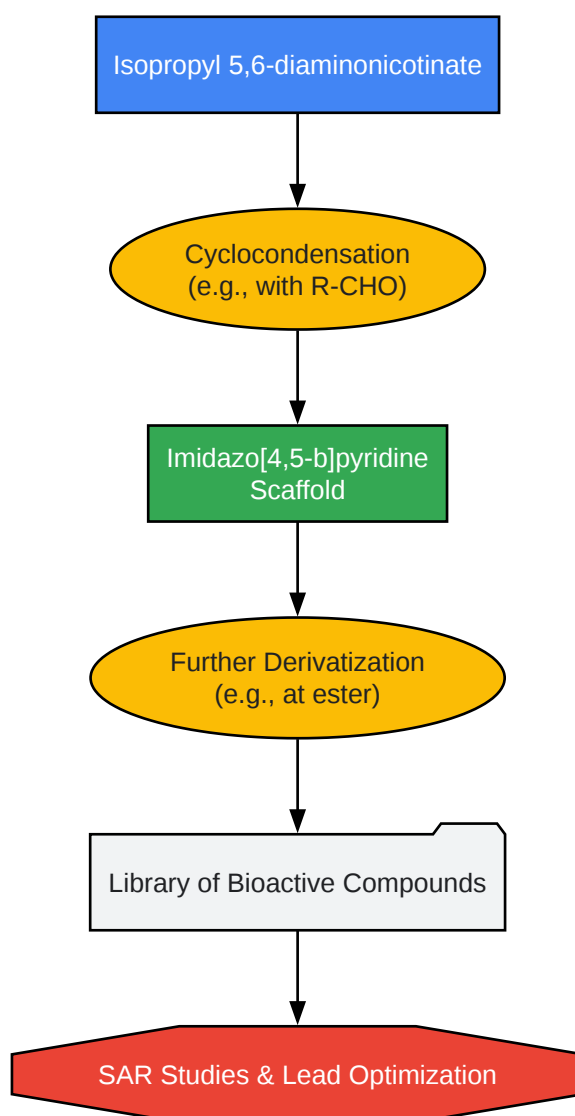 Isopropyl 5,6-diaminonicotinate
Cyclocondensation
(e.g., with R-CHO)
Imidazo[4,5-b]pyridine
Scaffold
Further Derivatization
(e.g., at ester)
Library of Bioactive Compounds
SAR Studies & Lead Optimization